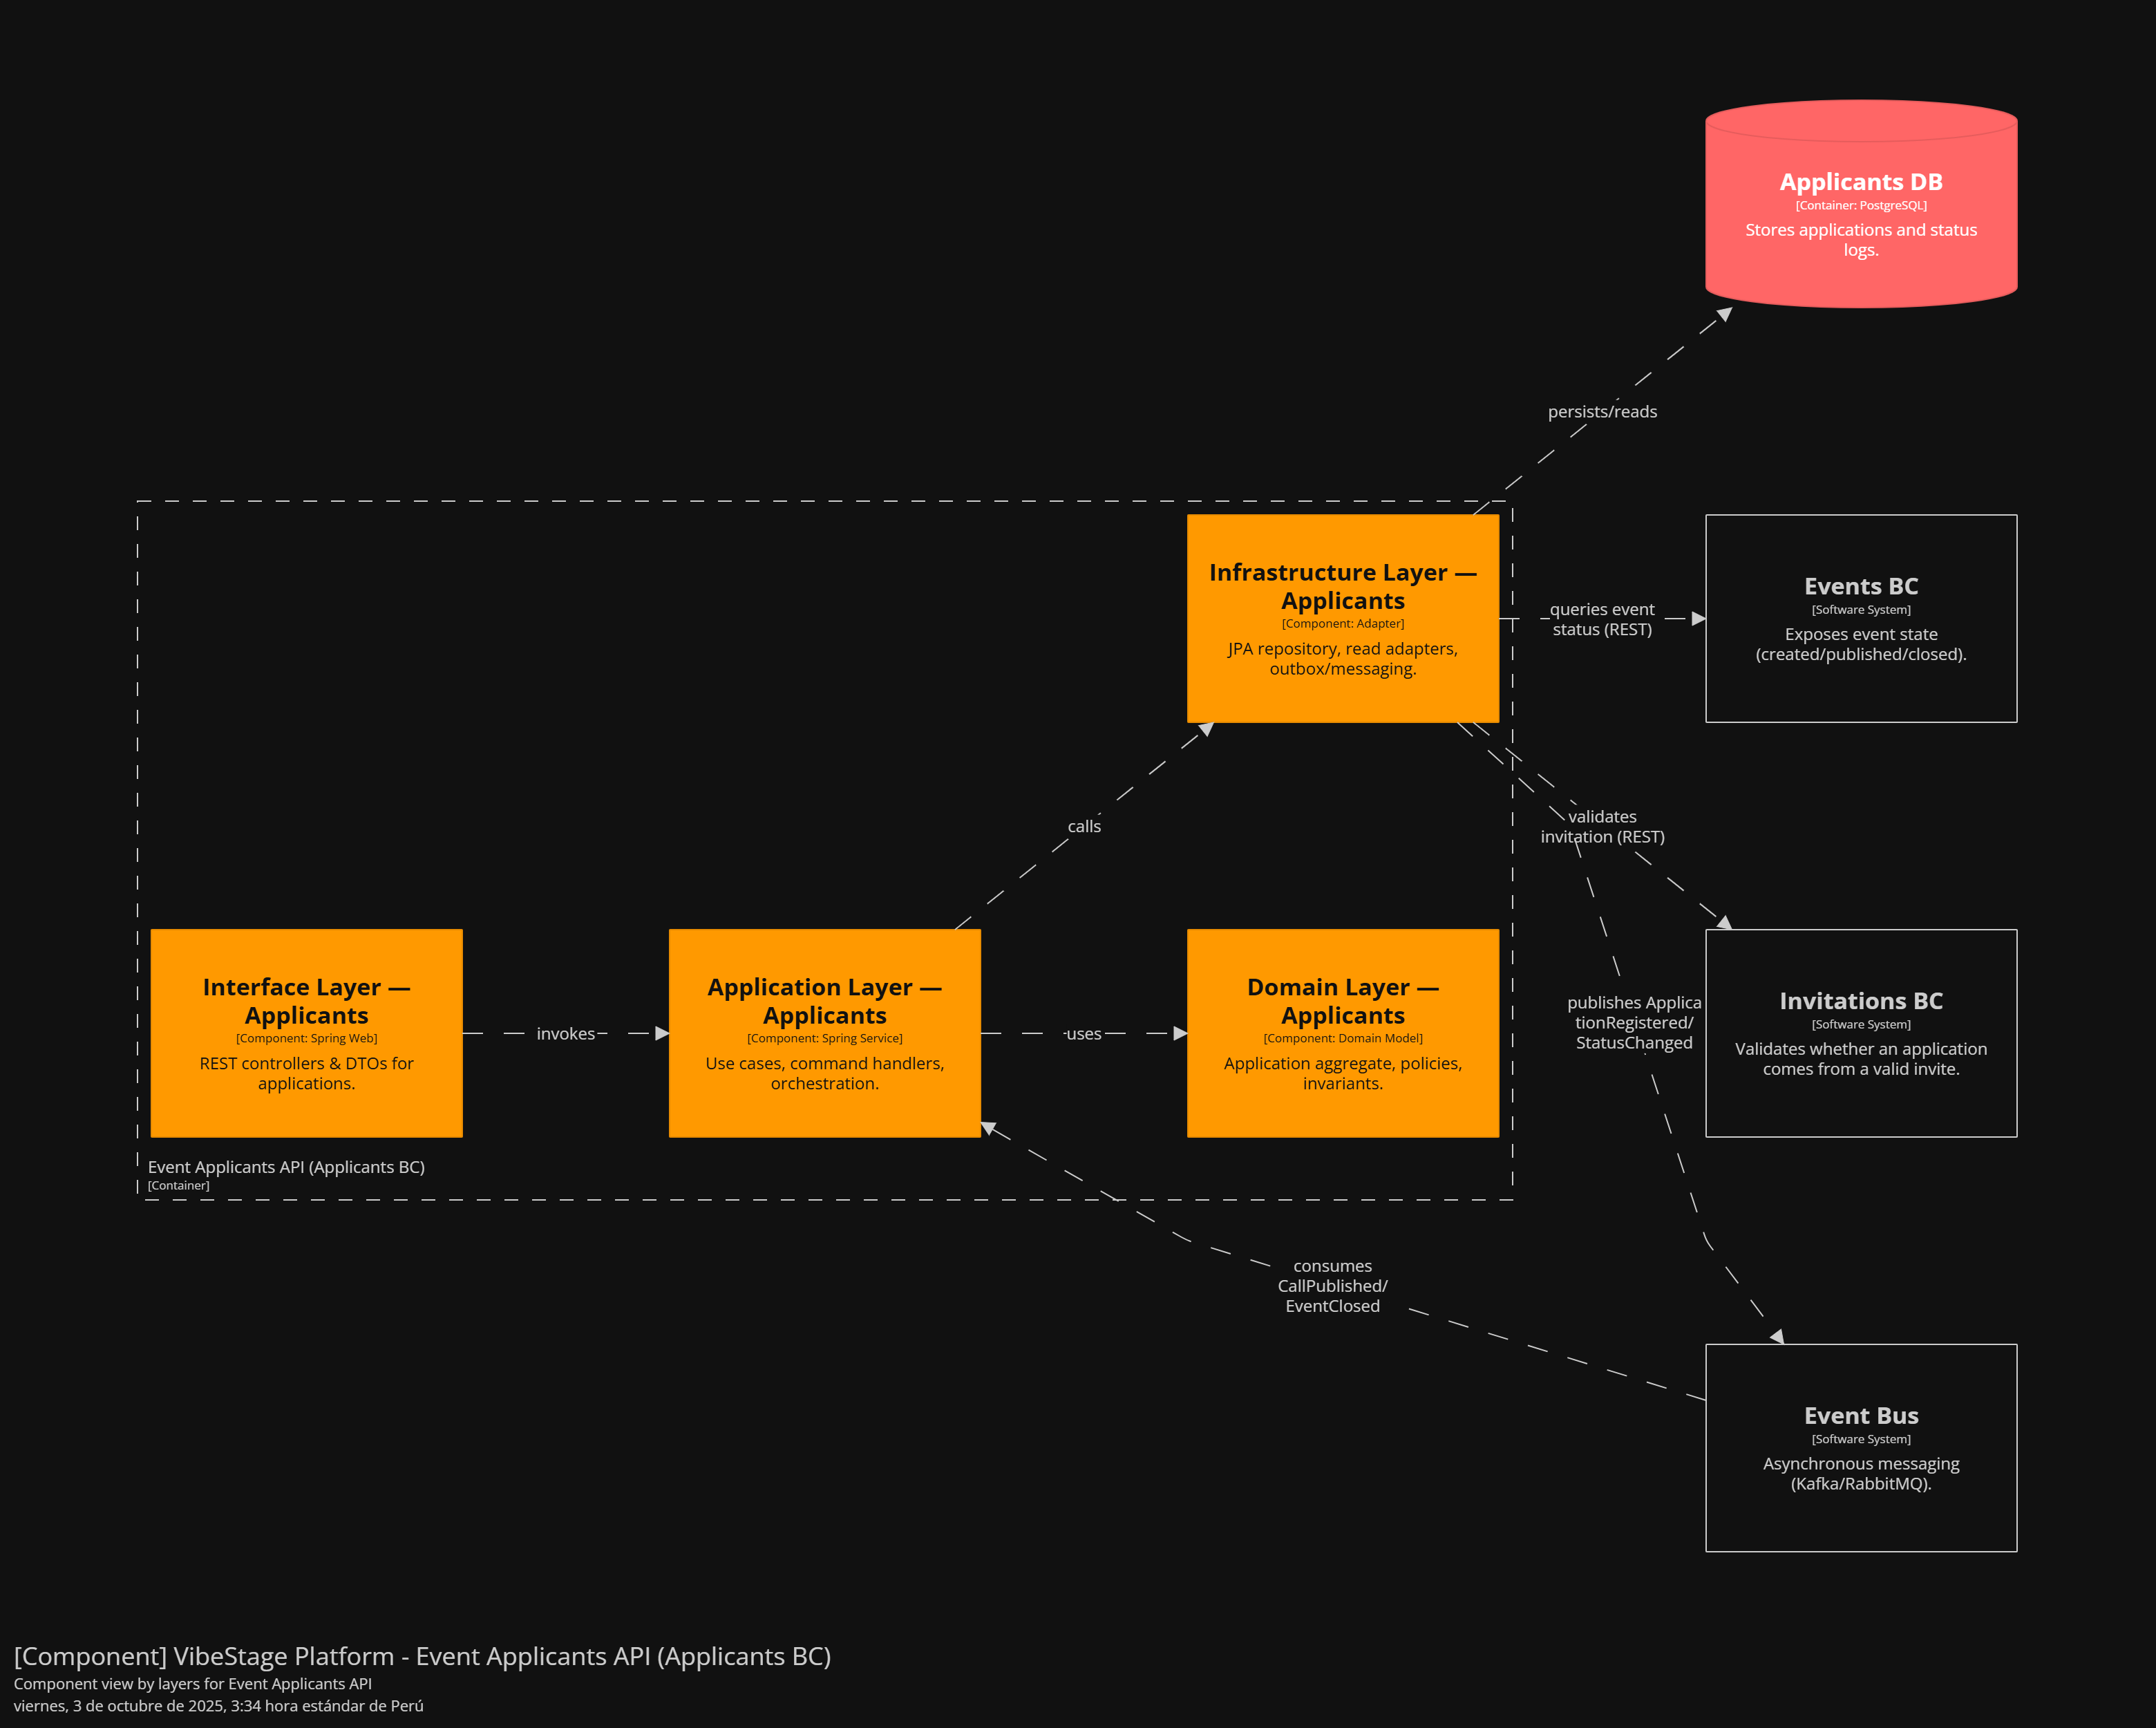 Applicants DB
[Container: PostgreSQL]
Stores applications and status
logs.
persists/reads
Infrastructure Layer —
Applicants
[Component: Adapter]
JPA repository, read adapters,
outbox/messaging.
queries event
status (REST)
Events BC
[Software System]
Exposes event state
(created/published/closed).
calls
validates
invitation (REST)
Interface Layer —
Applicants
[Component: Spring Web]
REST controllers & DTOs for
applications.
invokes
Application Layer —
Applicants
[Component: Spring Service]
Use cases, command handlers,
orchestration.
uses
Domain Layer —
Applicants
[Component: Domain Model]
Application aggregate, policies,
invariants.
publishes Applica
tionRegistered/
StatusChanged
Invitations BC
[Software System]
Validates whether an application
comes from a valid invite.
Event Applicants API (Applicants BC)
[Container]
consumes
CallPublished/
EventClosed
Event Bus
[Software System]
Asynchronous messaging
(Kafka/RabbitMQ).
[Component] VibeStage Platform - Event Applicants API (Applicants BC)
Component view by layers for Event Applicants API
viernes, 3 de octubre de 2025, 3:34 hora estándar de Perú